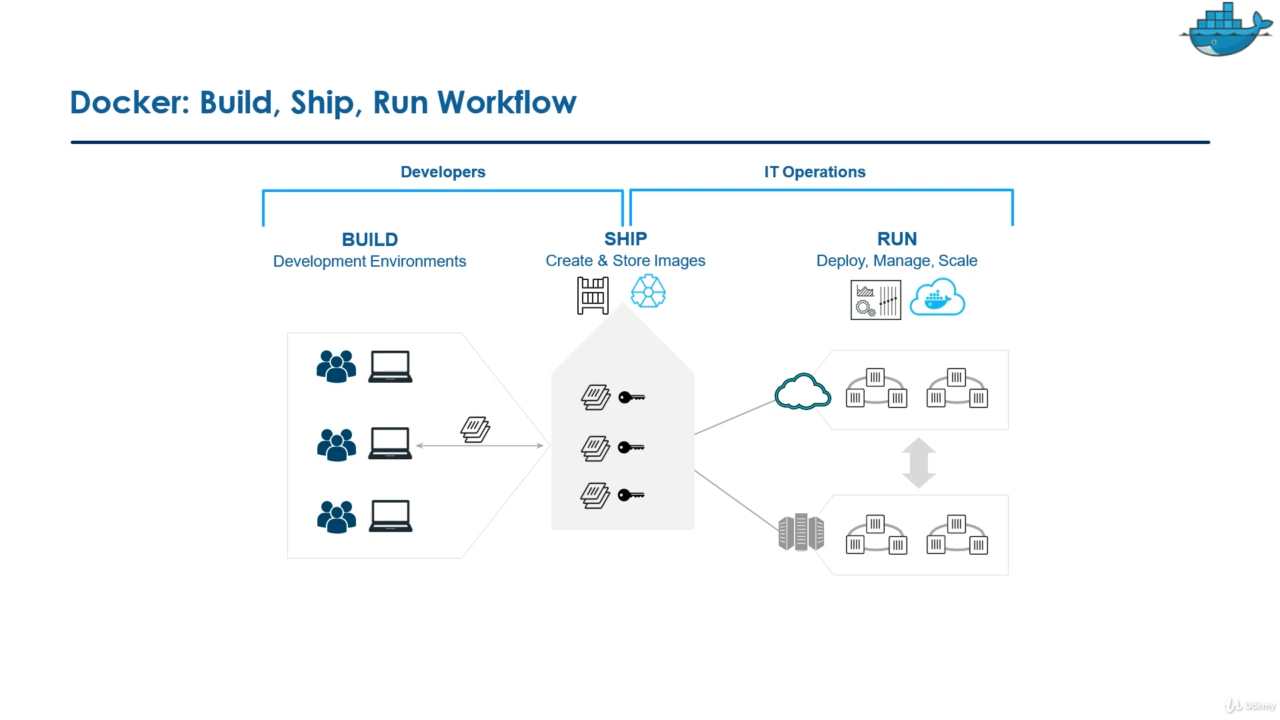 Docker: Build, Ship, Run Workflow
Developers
IT Operations
BUILD
Development Environments
SHIP
Create & Store Images
RUN
Deploy, Manage, Scale
Udemy